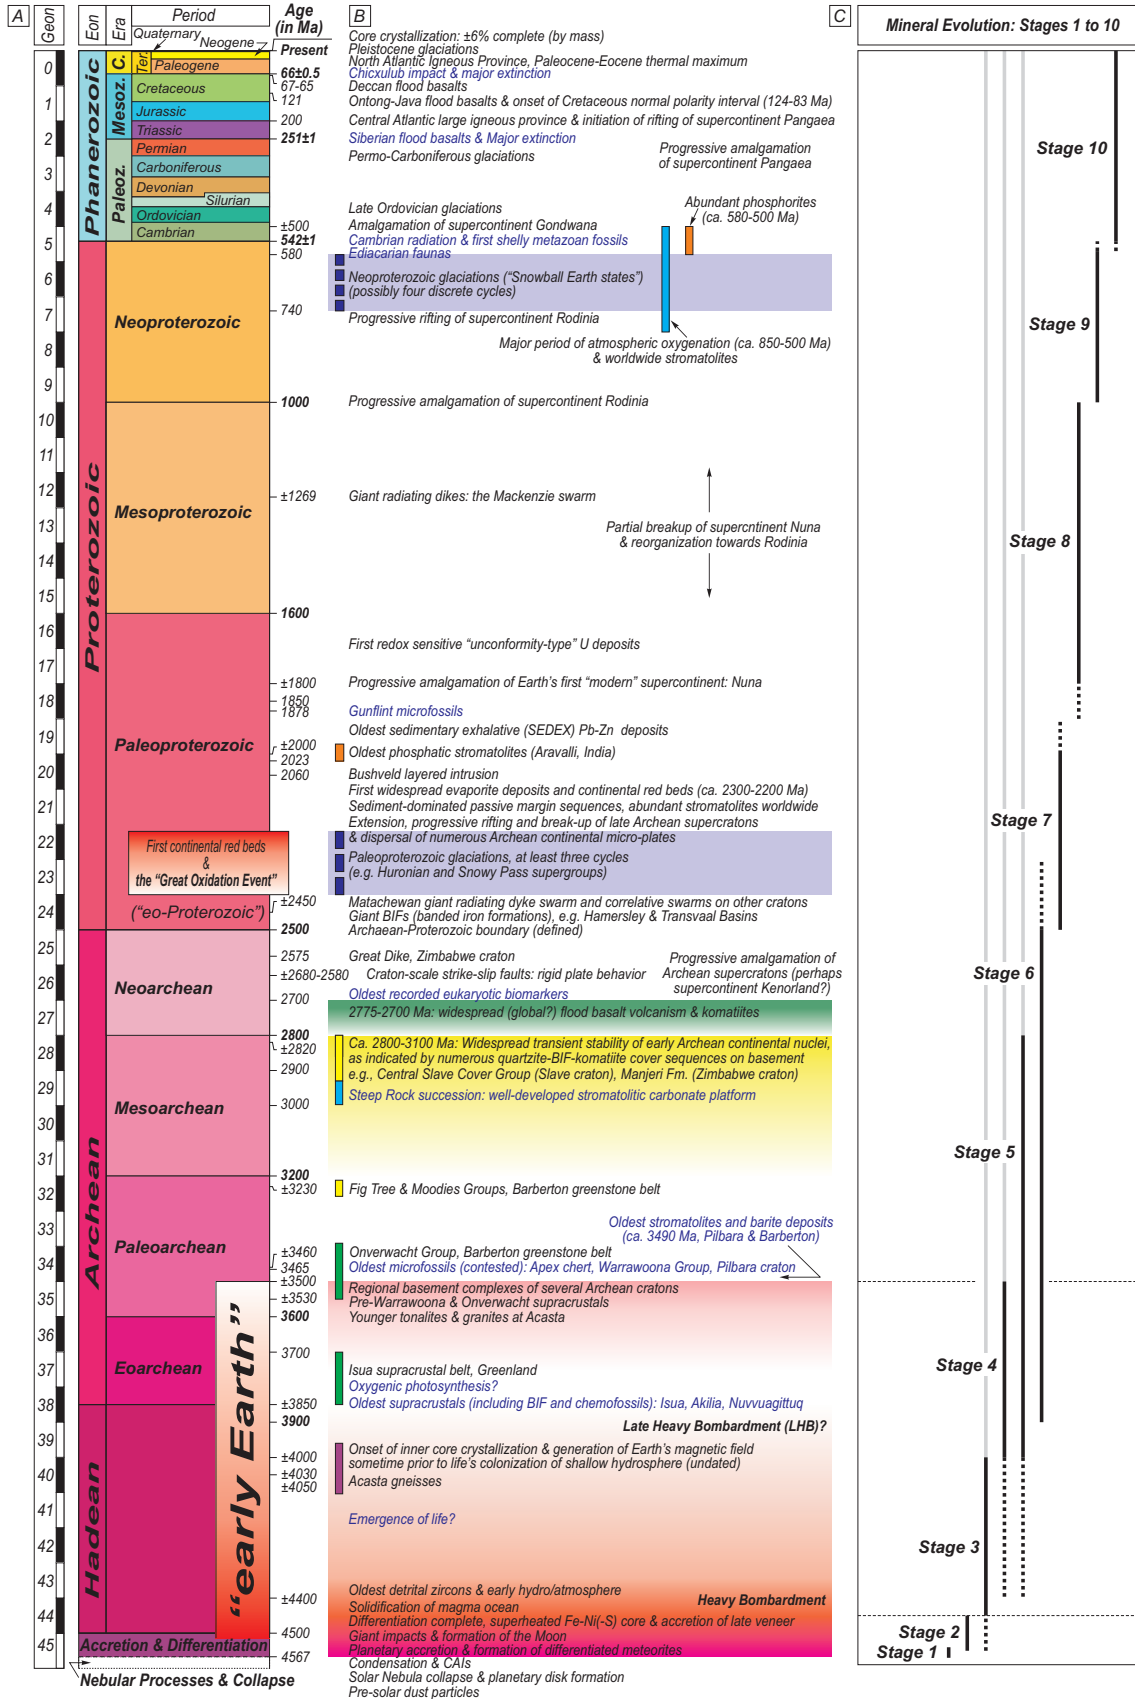 A
Geon
Eon
Era
Period
Age
(in Ma)
B
C
Mineral Evolution: Stages 1 to 10
Quaternary
Neogene
Ter.
Paleogene
Cretaceous
Jurassic
Triassic
Permian
Carboniferous
Devonian
Silurian
Ordovician
Cambrian
C.
Mesoz.
Paleoz.
Phanerozoic
Proterozoic
Archean
Hadean
Neoproterozoic
Mesoproterozoic
Paleoproterozoic
First continental red beds
&
the “Great Oxidation Event”
(“eo-Proterozoic”)
Neoarchean
Mesoarchean
Paleoarchean
Eoarchean
“early Earth”
Accretion & Differentiation
Nebular Processes & Collapse
0
1
2
3
4
5
6
7
8
9
10
11
12
13
14
15
16
17
18
19
20
21
22
23
24
25
26
27
28
29
30
31
32
33
34
35
36
37
38
39
40
41
42
43
44
45
Present
66±0.5
67-65
121
200
251±1
±500
542±1
580
740
1000
±1269
1600
±1800
1850
1878
±2000
2023
2060
±2450
2500
2575
±2680-2580
2700
2800
±2820
2900
3000
3200
±3230
±3460
3465
±3500
±3530
3600
3700
±3850
3900
±4000
±4030
±4050
±4400
4500
4567
Core crystallization: ±6% complete (by mass)
Pleistocene glaciations
North Atlantic Igneous Province, Paleocene-Eocene thermal maximum
Chicxulub impact & major extinction
Deccan flood basalts
Ontong-Java flood basalts & onset of Cretaceous normal polarity interval (124-83 Ma)
Central Atlantic large igneous province & initiation of rifting of supercontinent Pangaea
Siberian flood basalts & Major extinction
Permo-Carboniferous glaciations
Progressive amalgamation
of supercontinent Pangaea
Late Ordovician glaciations
Abundant phosphorites
(ca. 580-500 Ma)
Amalgamation of supercontinent Gondwana
Cambrian radiation & first shelly metazoan fossils
Ediacarian faunas
Neoproterozoic glaciations (“Snowball Earth states”)
(possibly four discrete cycles)
Progressive rifting of supercontinent Rodinia
Major period of atmospheric oxygenation (ca. 850-500 Ma)
& worldwide stromatolites
Progressive amalgamation of supercontinent Rodinia
Giant radiating dikes: the Mackenzie swarm
Partial breakup of supercntinent Nuna
& reorganization towards Rodinia
First redox sensitive “unconformity-type” U deposits
Progressive amalgamation of Earth’s first “modern” supercontinent: Nuna
Gunflint microfossils
Oldest sedimentary exhalative (SEDEX) Pb-Zn deposits
Oldest phosphatic stromatolites (Aravalli, India)
Bushveld layered intrusion
First widespread evaporite deposits and continental red beds (ca. 2300-2200 Ma)
Sediment-dominated passive margin sequences, abundant stromatolites worldwide
Extension, progressive rifting and break-up of late Archean supercratons
& dispersal of numerous Archean continental micro-plates
Paleoproterozoic glaciations, at least three cycles
(e.g. Huronian and Snowy Pass supergroups)
Matachewan giant radiating dyke swarm and correlative swarms on other cratons
Giant BIFs (banded iron formations), e.g. Hamersley & Transvaal Basins
Archaean-Proterozoic boundary (defined)
Great Dike, Zimbabwe craton
Craton-scale strike-slip faults: rigid plate behavior
Progressive amalgamation of
Archean supercratons (perhaps
supercontinent Kenorland?)
Oldest recorded eukaryotic biomarkers
2775-2700 Ma: widespread (global?) flood basalt volcanism & komatiites
Ca. 2800-3100 Ma: Widespread transient stability of early Archean continental nuclei,
as indicated by numerous quartzite-BIF-komatiite cover sequences on basement
e.g., Central Slave Cover Group (Slave craton), Manjeri Fm. (Zimbabwe craton)
Steep Rock succession: well-developed stromatolitic carbonate platform
Fig Tree & Moodies Groups, Barberton greenstone belt
Oldest stromatolites and barite deposits
(ca. 3490 Ma, Pilbara & Barberton)
Onverwacht Group, Barberton greenstone belt
Oldest microfossils (contested): Apex chert, Warrawoona Group, Pilbara craton
Regional basement complexes of several Archean cratons
Pre-Warrawoona & Onverwacht supracrustals
Younger tonalites & granites at Acasta
Isua supracrustal belt, Greenland
Oxygenic photosynthesis?
Oldest supracrustals (including BIF and chemofossils): Isua, Akilia, Nuvvuagittuq
Late Heavy Bombardment (LHB)?
Onset of inner core crystallization & generation of Earth’s magnetic field
sometime prior to life’s colonization of shallow hydrosphere (undated)
Acasta gneisses
Emergence of life?
Oldest detrital zircons & early hydro/atmosphere
Heavy Bombardment
Solidification of magma ocean
Differentiation complete, superheated Fe-Ni(-S) core & accretion of late veneer
Giant impacts & formation of the Moon
Planetary accretion & formation of differentiated meteorites
Condensation & CAIs
Solar Nebula collapse & planetary disk formation
Pre-solar dust particles
Stage 10
Stage 9
Stage 8
Stage 7
Stage 6
Stage 5
Stage 4
Stage 3
Stage 2
Stage 1